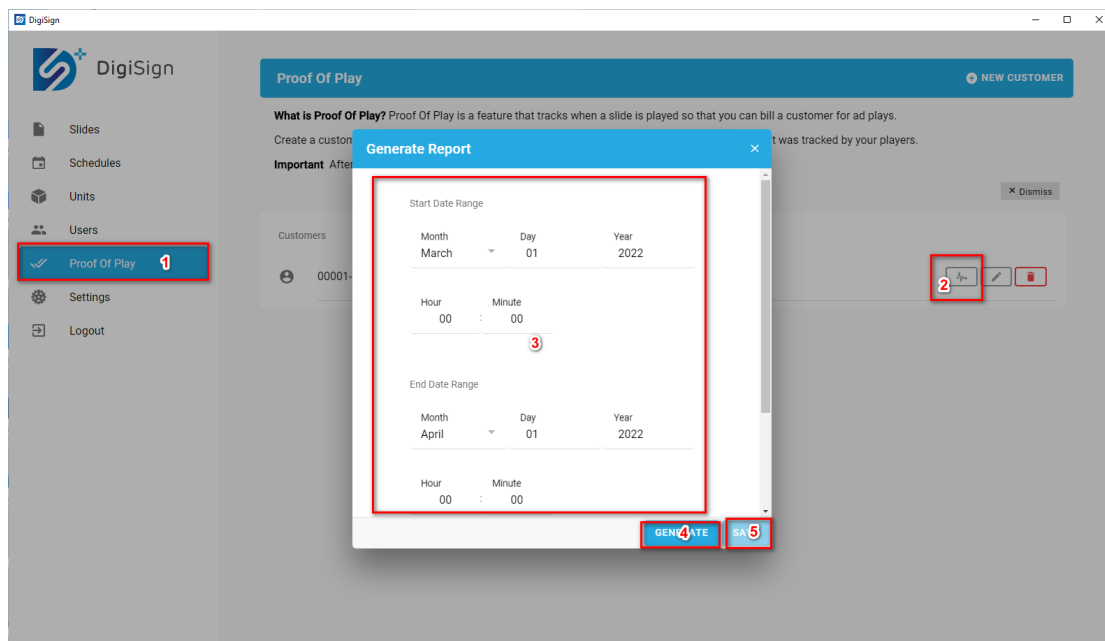 DigiSign
DigiSign
Slides
Schedules
Units
Users
Proof Of Play 1
Settings
Logout
Proof Of Play
NEW CUSTOMER
What is Proof Of Play? Proof Of Play is a feature that tracks when a slide is played so that you can bill a customer for ad plays.
Create a custom t was tracked by your players.
Important After
× Dismiss
Customers
00001-
2
Generate Report ×
Start Date Range
Month Day Year
March 01 2022
Hour Minute
00 : 00
3
End Date Range
Month Day Year
April 01 2022
Hour Minute
00 : 00
4 5